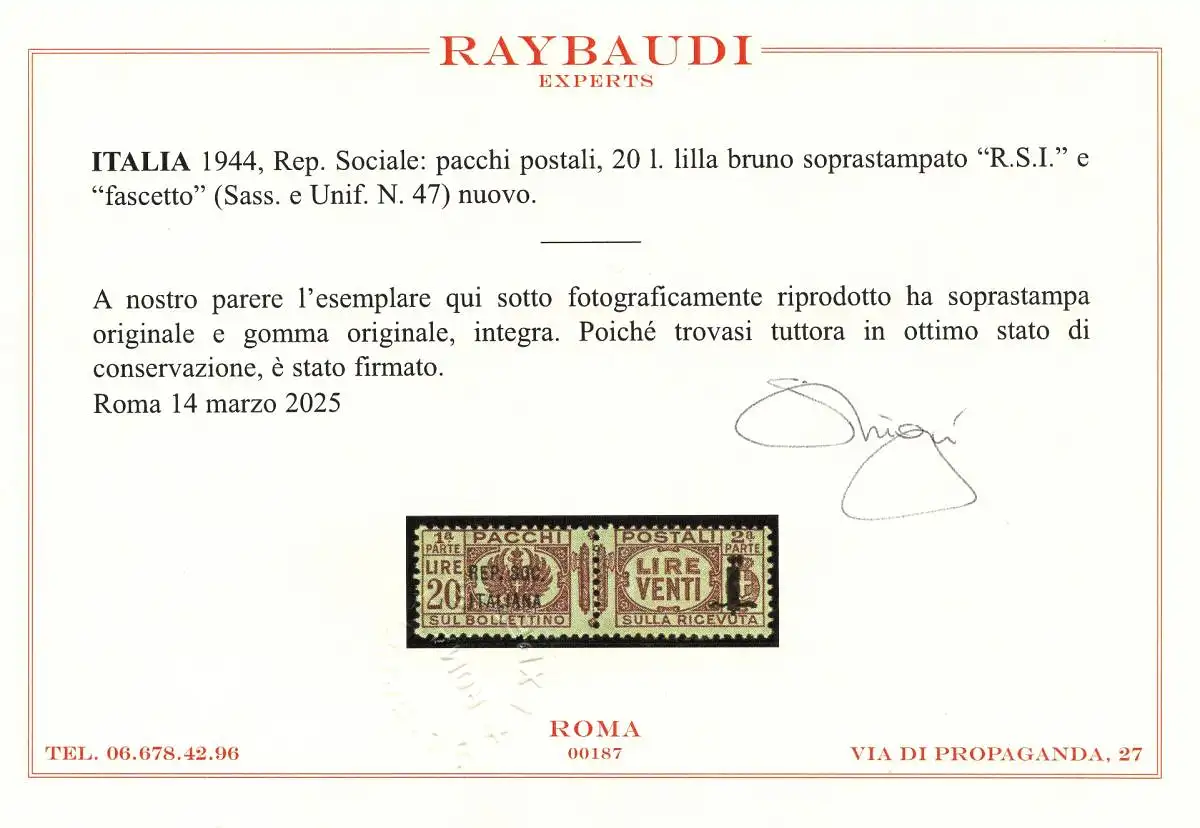 RAYBAUDI
EXPERTS
ITALIA 1944, Rep. Sociale: pacchi postali, 20 l. lilla bruno soprastampato “R.S.I.” e
“fascetto” (Sass. e Unif. N. 47) nuovo.
A nostro parere l’esemplare qui sotto fotograficamente riprodotto ha soprastampa
originale e gomma originale, integra. Poiché trovasi tuttora in ottimo stato di
conservazione, è stato firmato.
Roma 14 marzo 2025
1ª PARTE PACCHI POSTALI 2ª PARTE
LIRE 20 REP. SOC. ITALIANA LIRE VENTI
SUL BOLLETTINO SULLA RICEVUTA
ROMA
00187
TEL. 06.678.42.96
VIA DI PROPAGANDA, 27